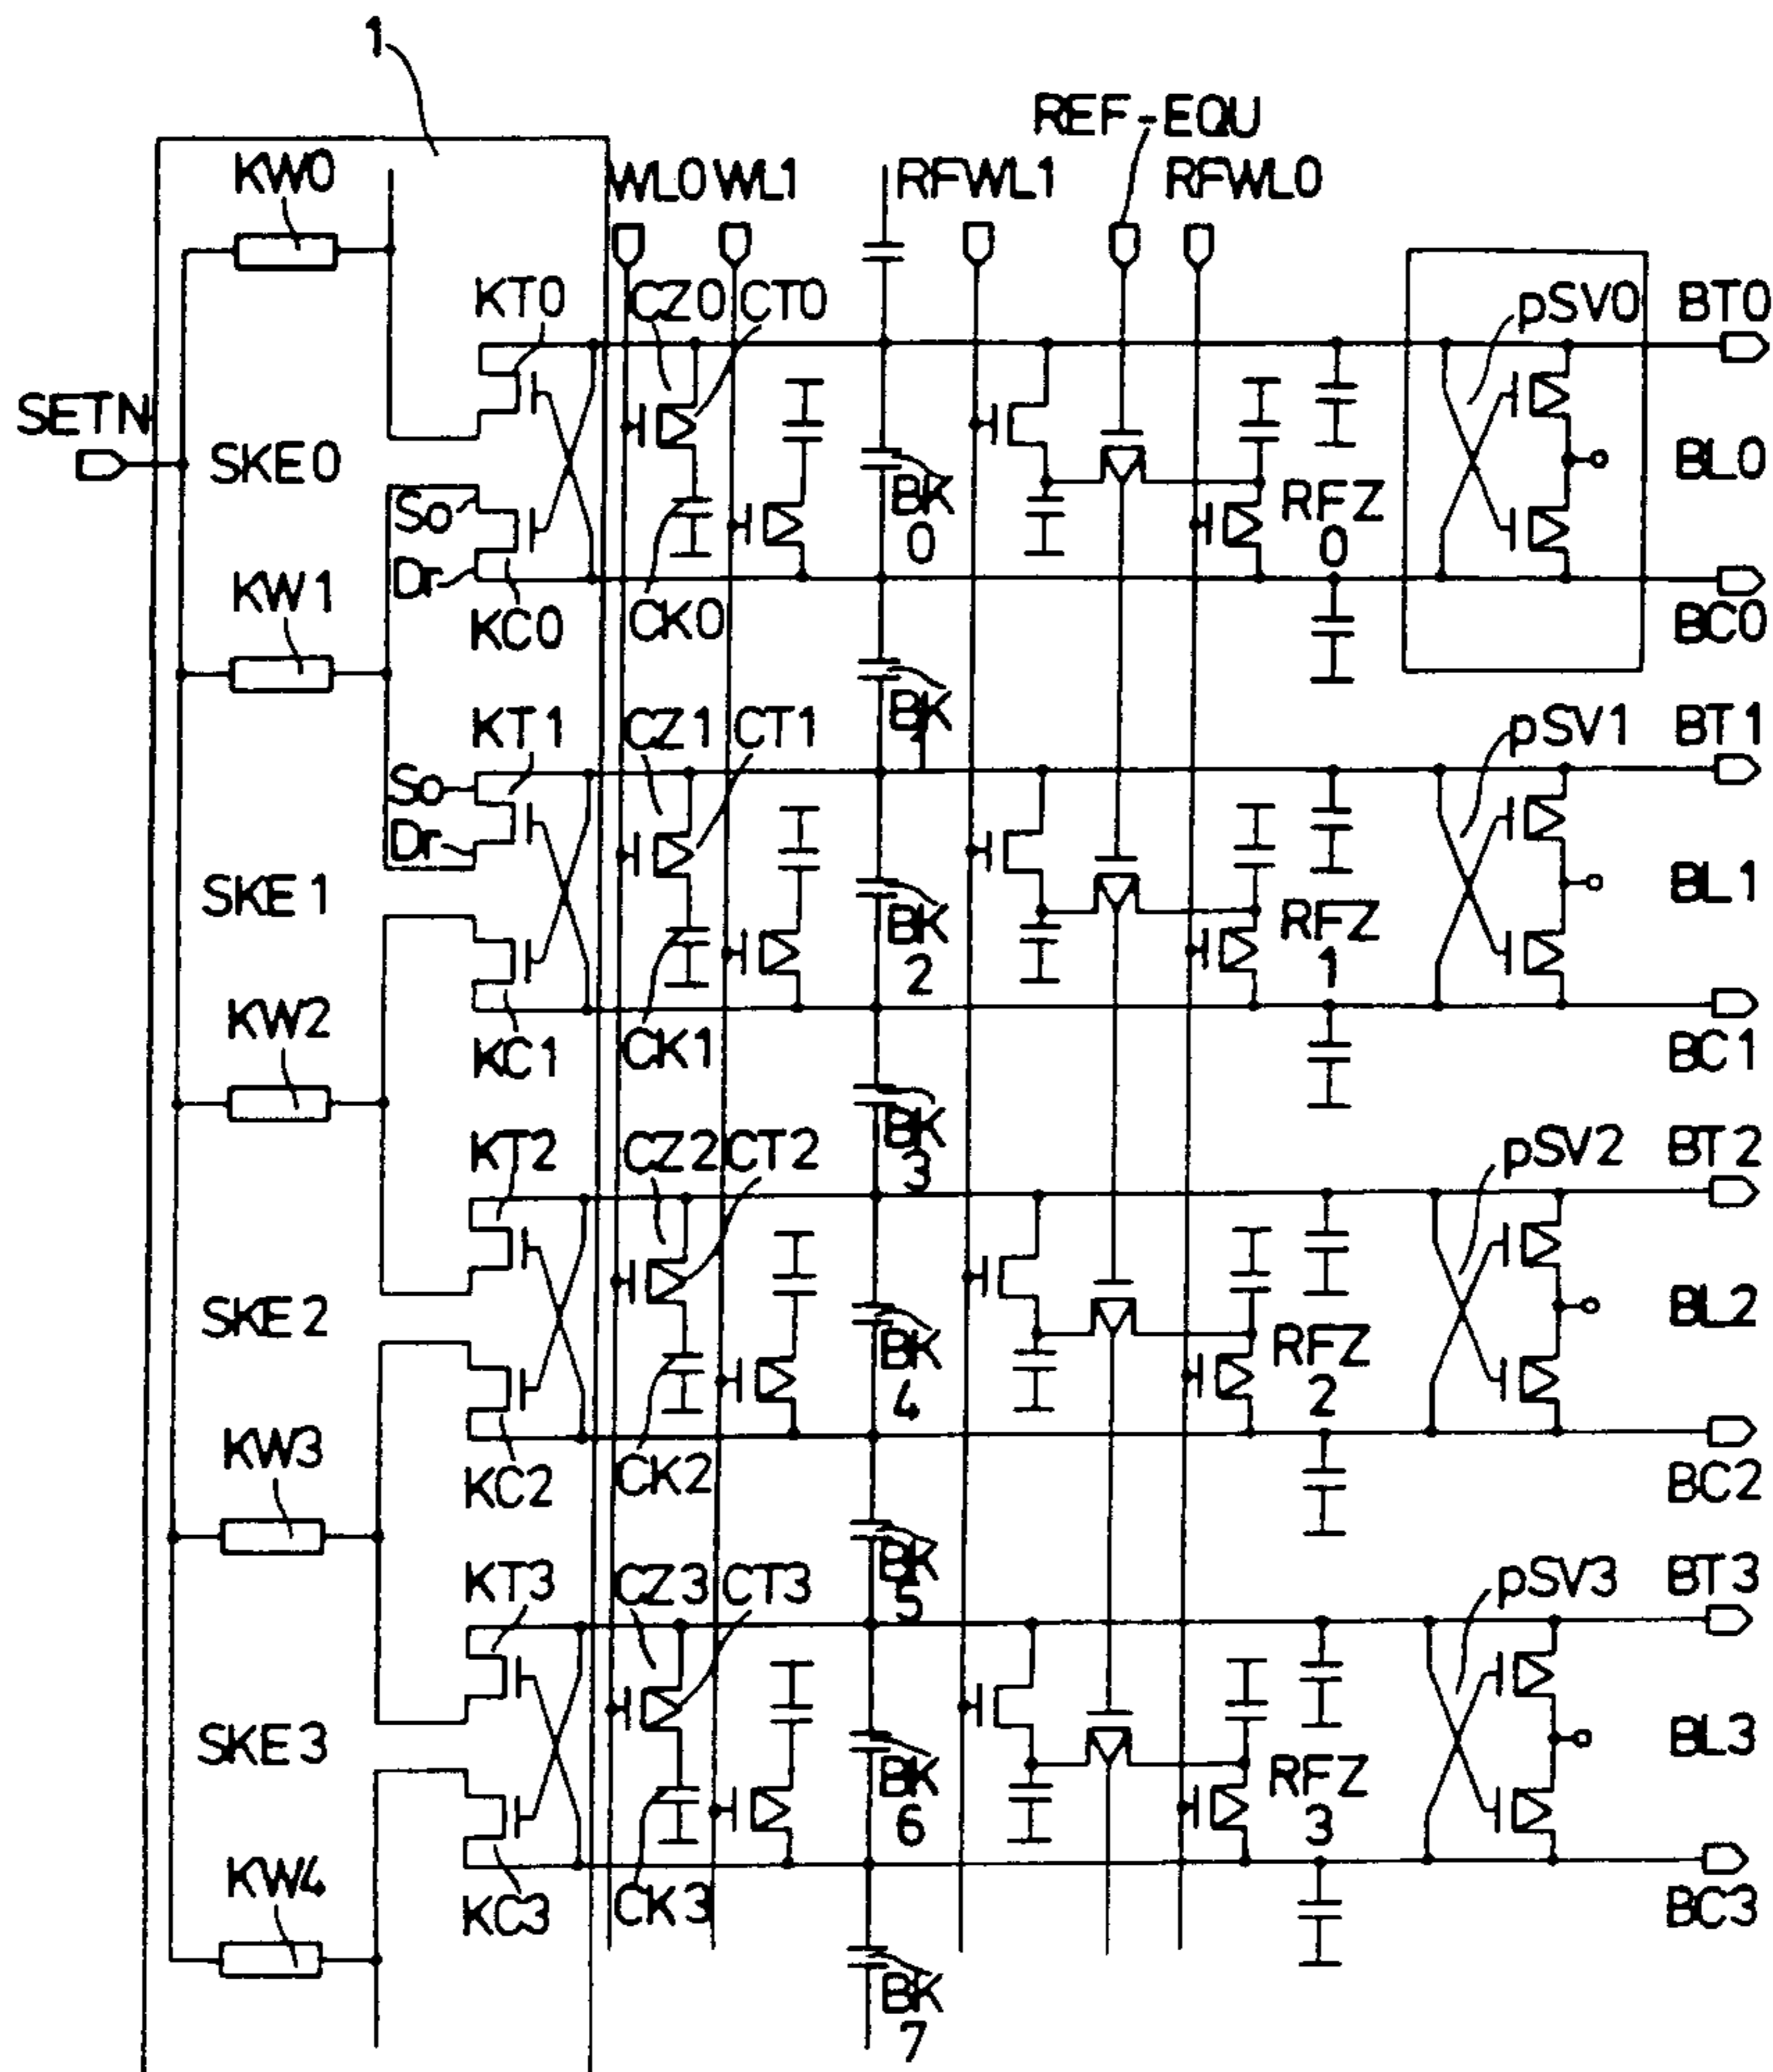 1
REF-EQU
KW0
WL0 WL1 RFWL1 RFWL0
KT0 CZ0 CT0 pSV0 BT0
SETN
SKE0 So BK 0 RFZ 0 BL0
Dr
KW1 KC0 CK0 BC0
BK 1
KT1 CZ1 CT1 pSV1 BT1
So
Dr
SKE1 BK 2 RFZ 1 BL1
KW2 KC1 CK1 BC1
BK 3
KT2 CZ2 CT2 pSV2 BT2
SKE2 BK 4 RFZ 2 BL2
KW3 KC2 CK2 BC2
BK 5
KT3 CZ3 CT3 pSV3 BT3
SKE3 BK 6 RFZ 3 BL3
KW4 KC3 CK3 BC3
BK 7